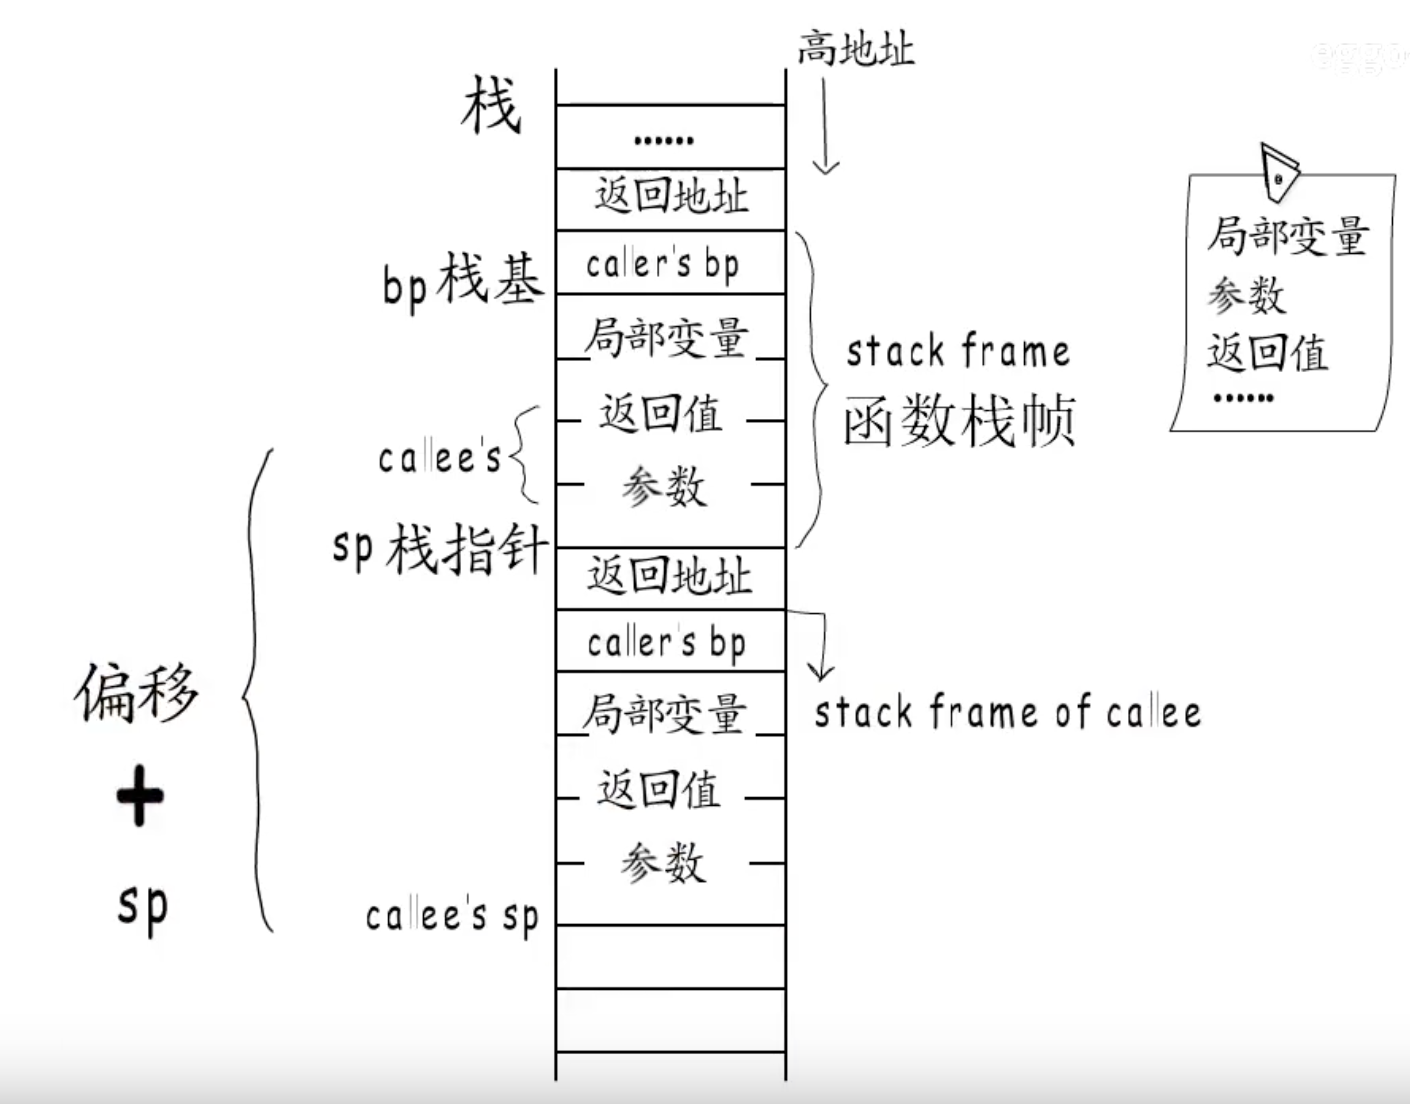 高地址
eggo
栈
......
返回地址
caller's bp
bp 栈基
局部变量
返回值
callee's
参数
sp 栈指针
stack frame
函数栈帧
局部变量
参数
返回值
......
返回地址
caller's bp
局部变量
返回值
参数
callee's sp
stack frame of callee
偏移
+
sp